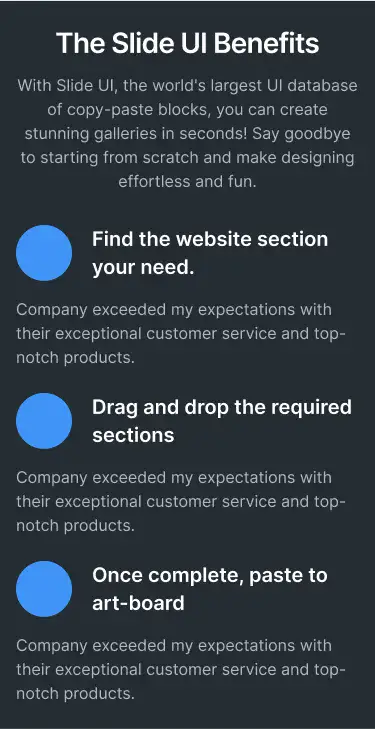 The Slide UI Benefits
With Slide UI, the world's largest UI database
of copy-paste blocks, you can create
stunning galleries in seconds! Say goodbye
to starting from scratch and make designing
effortless and fun.
Find the website section
your need.
Company exceeded my expectations with
their exceptional customer service and top-
notch products.
Drag and drop the required
sections
Company exceeded my expectations with
their exceptional customer service and top-
notch products.
Once complete, paste to
art-board
Company exceeded my expectations with
their exceptional customer service and top-
notch products.